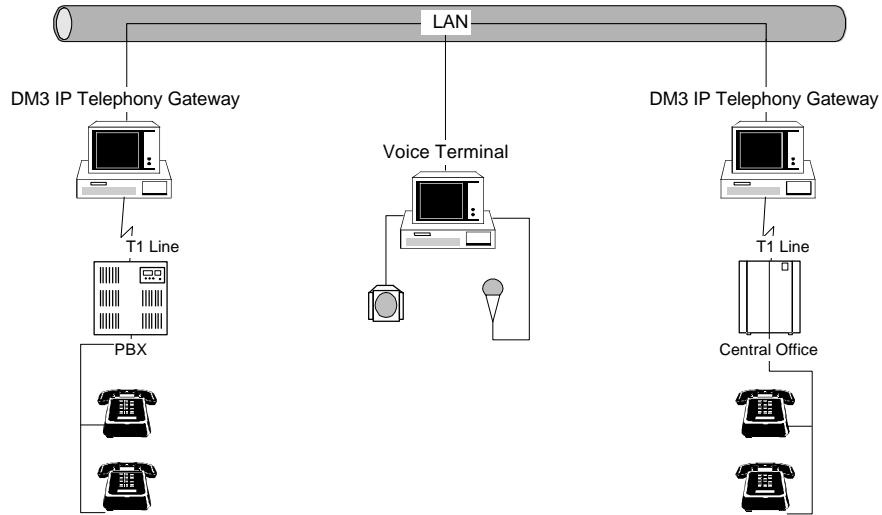 LAN
DM3 IP Telephony Gateway
DM3 IP Telephony Gateway
Voice Terminal
T1 Line
T1 Line
PBX
Central Office